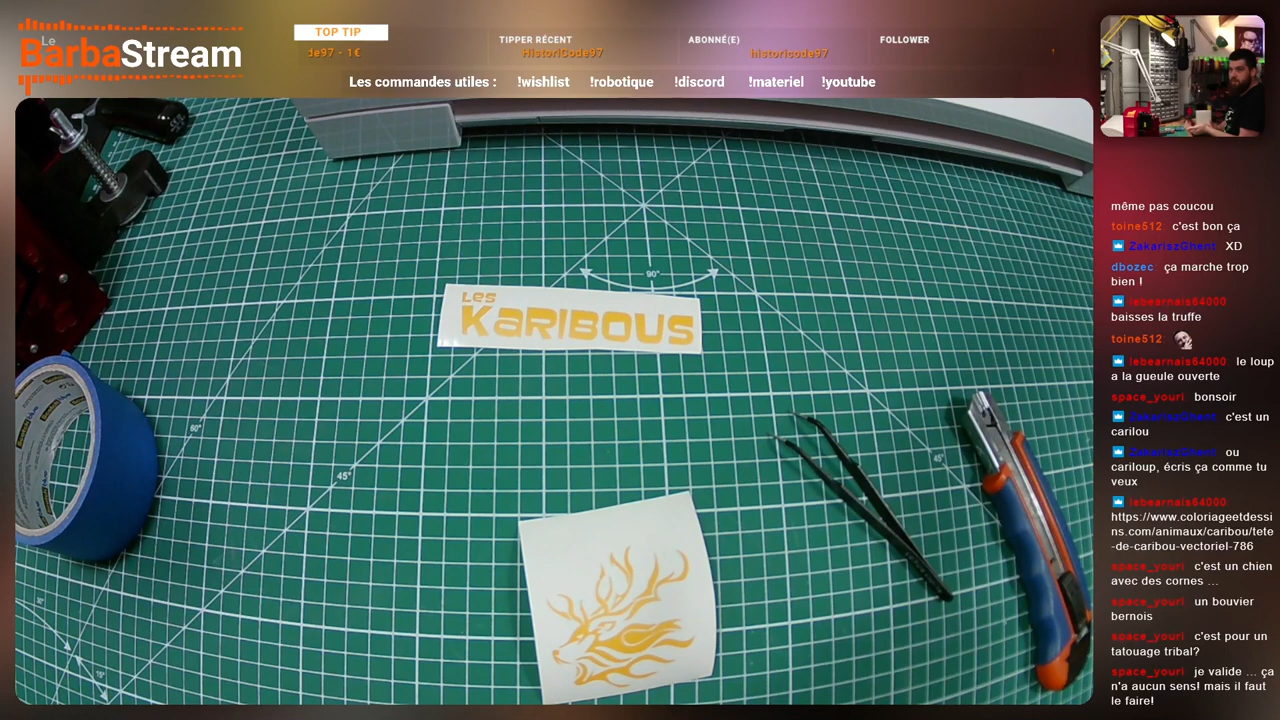 Le
BarbaStream
TOP TIP
de97 - 1€
TIPPER RÉCENT
HistoriCode97
ABONNÉ(E)
historicode97
FOLLOWER
Les commandes utiles : !wishlist !robotique !discord !materiel !youtube
même pas coucou
toine512: c'est bon ça
ZakariszGhent: XD
dbozec: ça marche trop
bien !
lebearnais64000:
baisses la truffe
toine512:
lebearnais64000: le loup
a la gueule ouverte
space_youri: bonsoir
ZakariszGhent: c'est un
carilou
ZakariszGhent: ou
cariloup, écris ça comme tu
veux
lebearnais64000:
https://www.coloriageetdessi
ns.com/animaux/caribou/tete
-de-caribou-vectoriel-786
space_youri: c'est un chien
avec des cornes ...
space_youri: un bouvier
bernois
space_youri: c'est pour un
tatouage tribal?
space_youri: je valide ... ça
n'a aucun sens! mais il faut
le faire!
90°
Les
KARIBOUS
60°
45°
45°